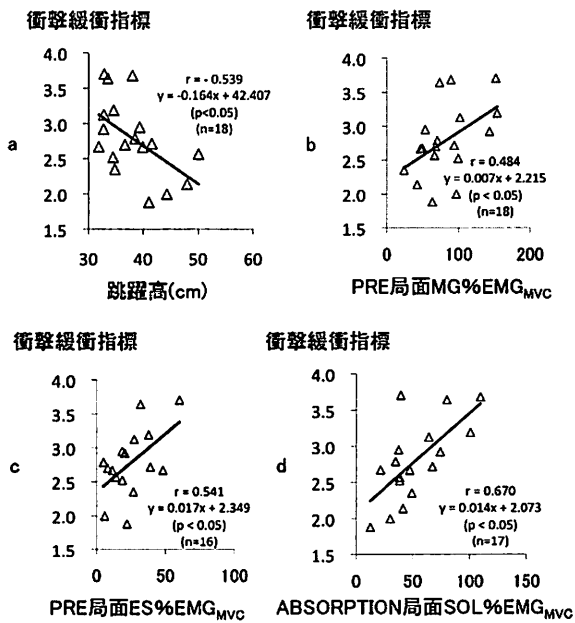 衝撃緩衝指標
4.0
3.5
3.0
2.5
2.0
1.5
r = - 0.539
y = -0.164x + 42.407
(p<0.05)
(n=18)
a
30 40 50 60
跳躍高(cm)
衝撃緩衝指標
4.0
3.5
3.0
2.5
2.0
1.5
r = 0.484
y = 0.007x + 2.215
(p < 0.05)
(n=18)
b
0 100 200
PRE局面MG%EMGMVC
衝撃緩衝指標
4.0
3.5
3.0
2.5
2.0
1.5
r = 0.541
y = 0.017x + 2.349
(p < 0.05)
(n=16)
c
0 50 100
PRE局面ES%EMGMVC
衝撃緩衝指標
4.0
3.5
3.0
2.5
2.0
1.5
r = 0.670
y = 0.014x + 2.073
(p < 0.05)
(n=17)
d
0 50 100 150
ABSORPTION局面SOL%EMGMVC